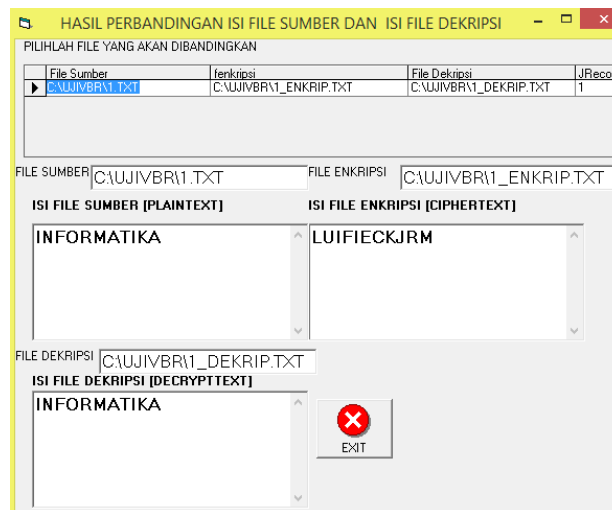 HASIL PERBANDINGAN ISI FILE SUMBER DAN ISI FILE DEKRIPSI
PILIHLAH FILE YANG AKAN DIBANDINGKAN
File Sumber fenkripsi File Dekripsi JReco
C:\UJIVBR\1.TXT C:\UJIVBR\1_ENKRIP.TXT C:\UJIVBR\1_DEKRIP.TXT 1
FILE SUMBER C:\UJIVBR\1.TXT FILE ENKRIPSI C:\UJIVBR\1_ENKRIP.TXT
ISI FILE SUMBER [PLAINTEXT] ISI FILE ENKRIPSI [CIPHERTEXT]
INFORMATIKA LUIFIECKJRM
FILE DEKRIPSI C:\UJIVBR\1_DEKRIP.TXT
ISI FILE DEKRIPSI [DECRYPTTEXT]
INFORMATIKA
EXIT